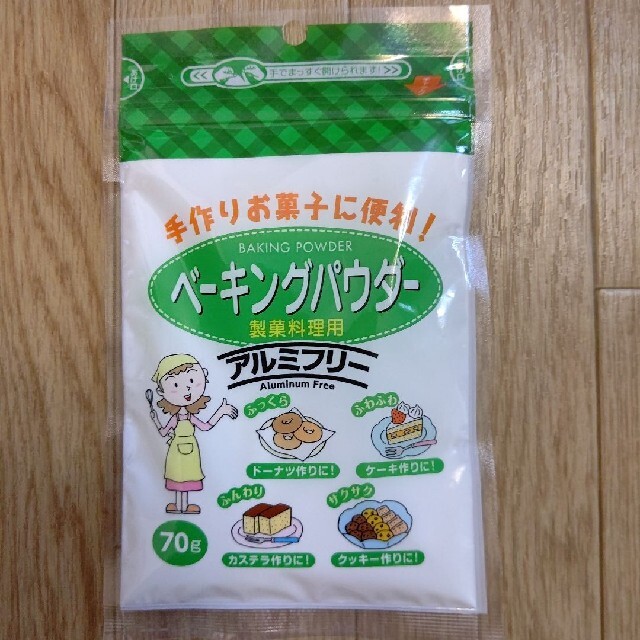 手でまっすぐ開けられます!
手作りお菓子に便利!
BAKING POWDER
ベーキングパウダー
製菓料理用
アルミフリー
Aluminum Free
ふっくら
ふわふわ
ドーナツ作りに!
ケーキ作りに!
ふんわり
サクサク
70g
カステラ作りに!
クッキー作りに!